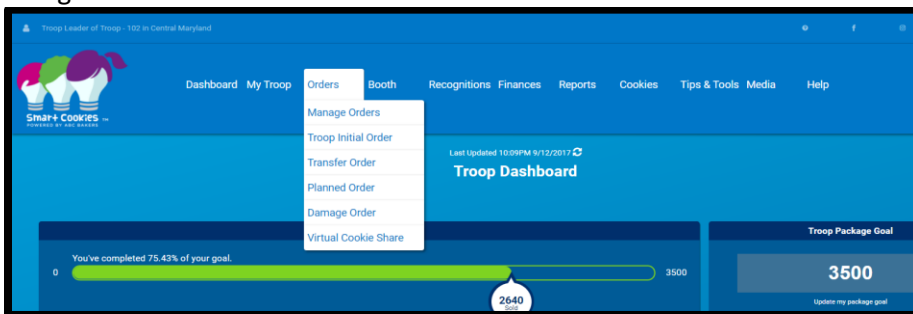 Troop Leader of Troop - 102 in Central Maryland
Smart Cookies ™
POWERED BY ABC BAKERS
Dashboard My Troop Orders Booth Recognitions Finances Reports Cookies Tips & Tools Media Help
Manage Orders
Troop Initial Order
Transfer Order
Planned Order
Damage Order
Virtual Cookie Share
Last Updated 10:09PM 9/12/2017
Troop Dashboard
You've completed 75.43% of your goal.
0
3500
2640
Sold
Troop Package Goal
3500
Update my package goal